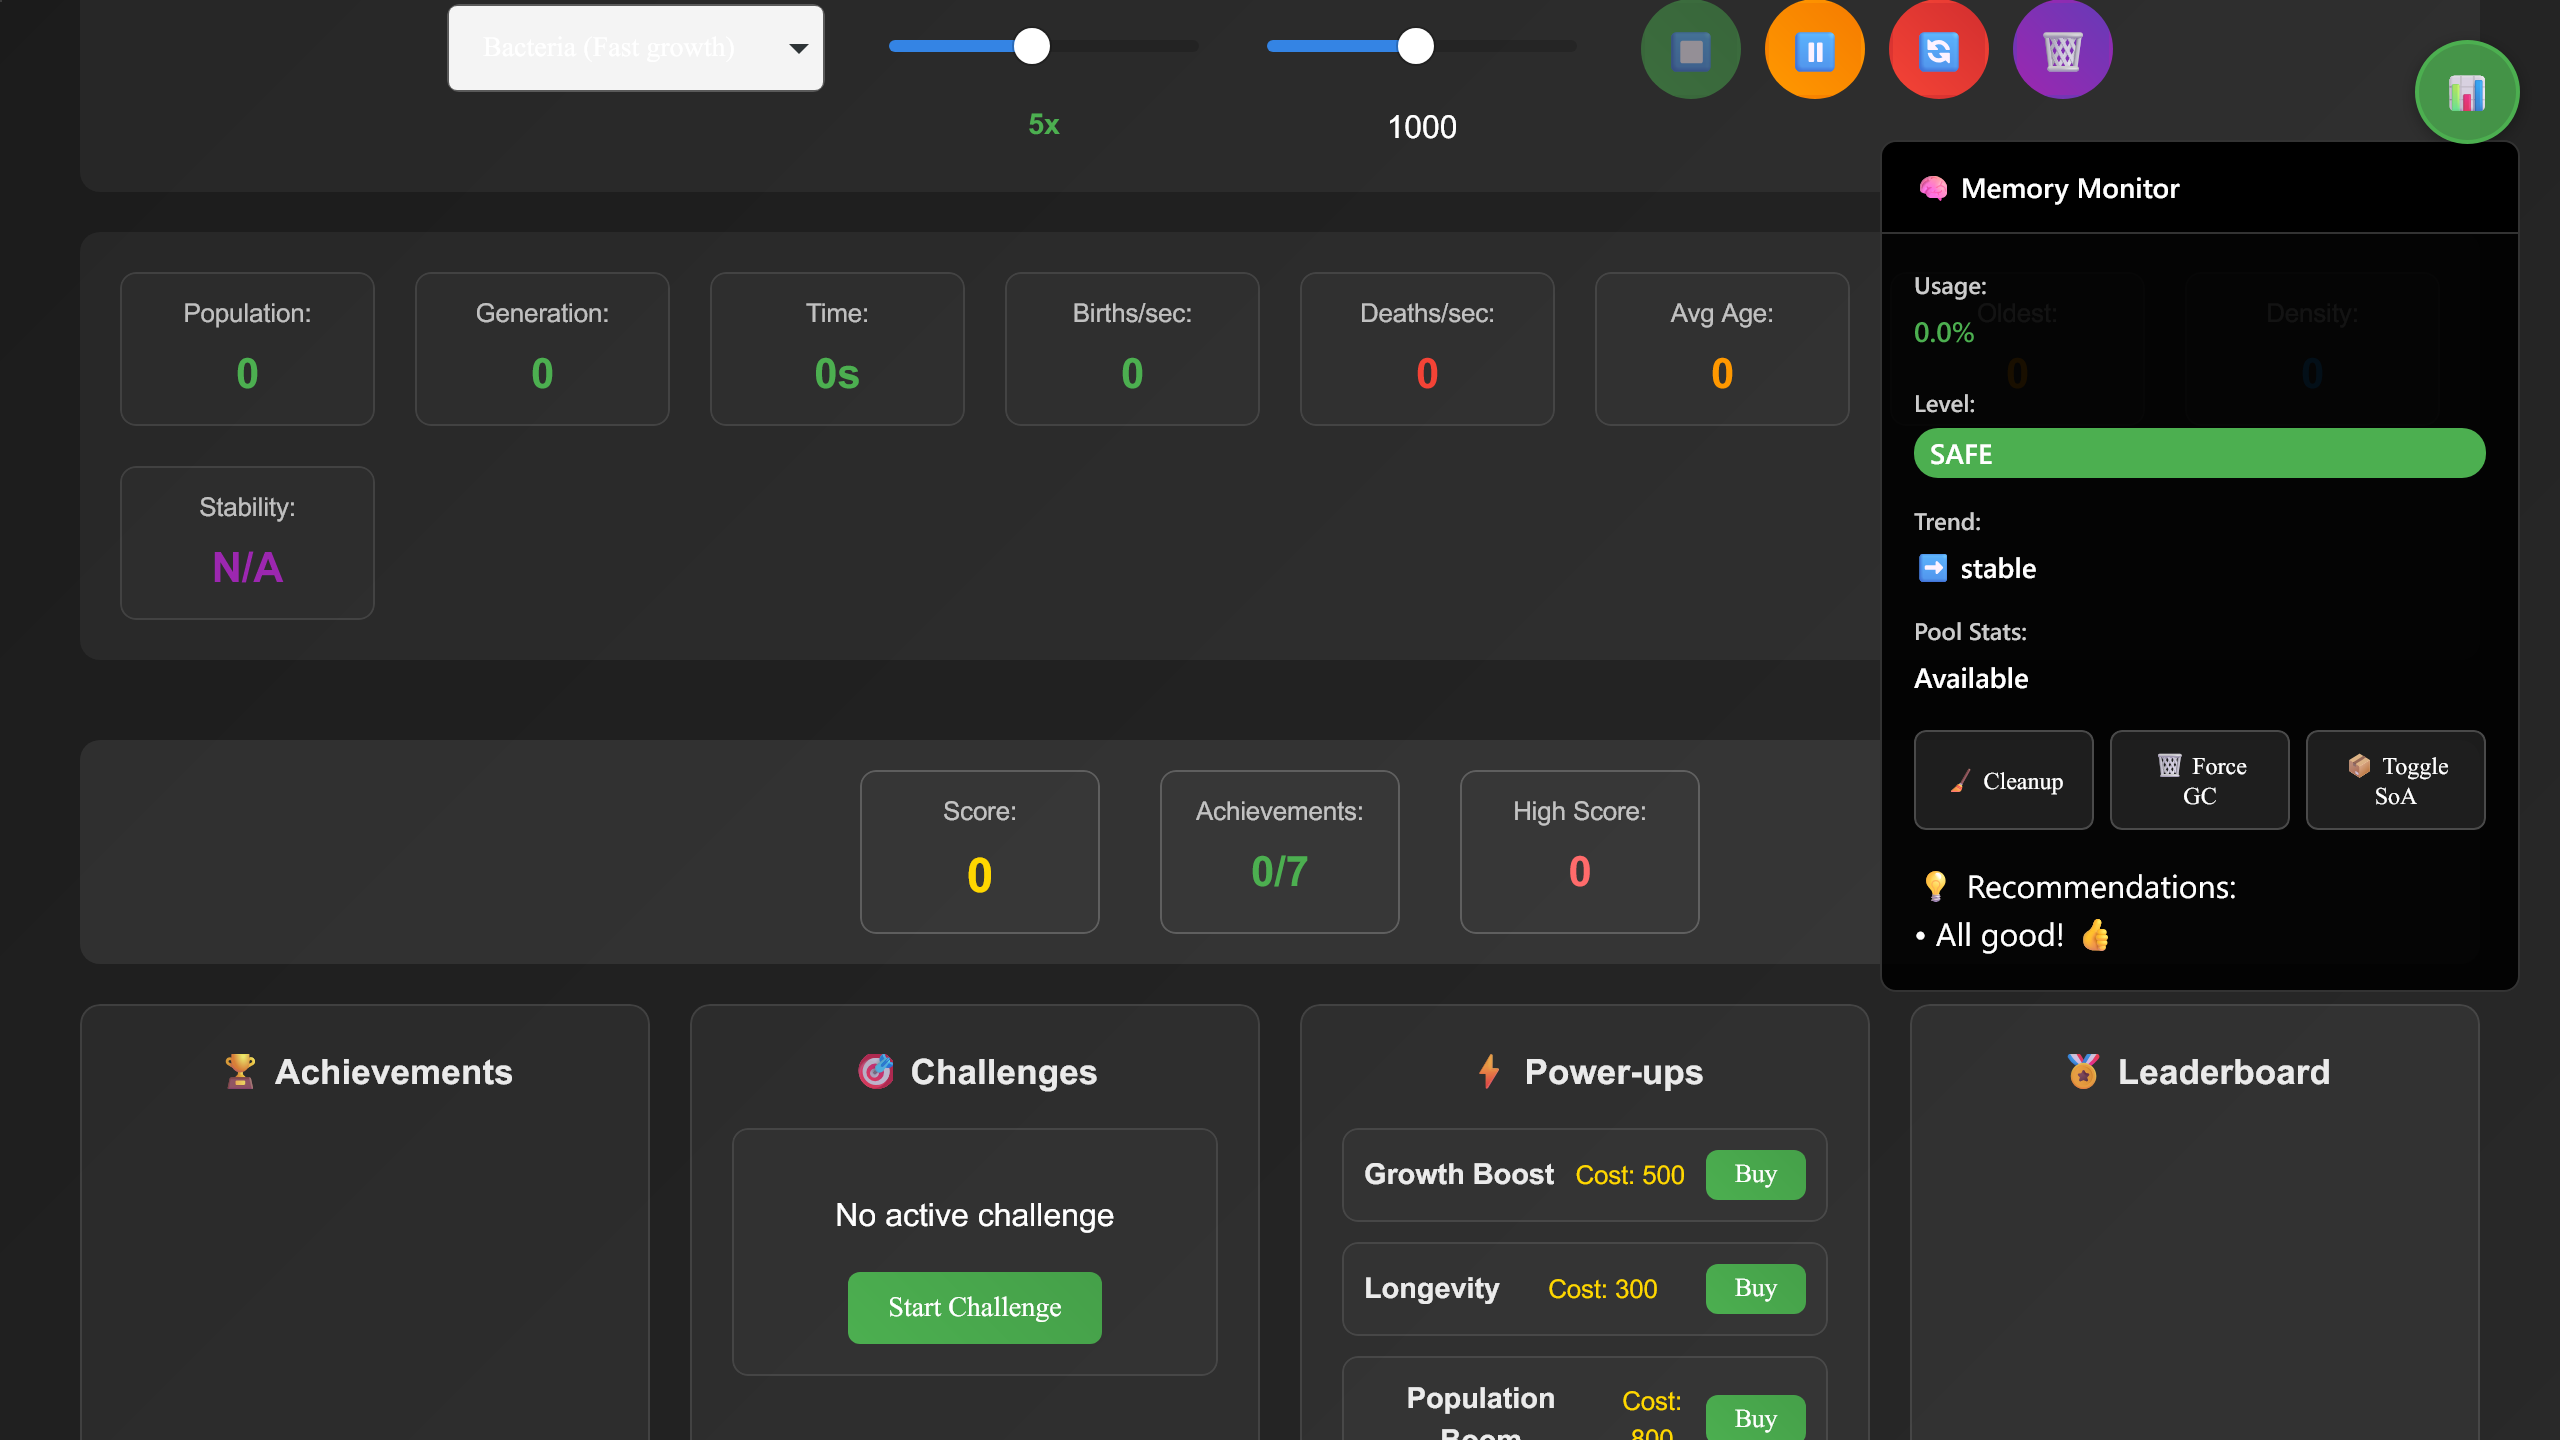 Bacteria (Fast growth)
5x
1000
🧠 Memory Monitor
Population:
0
Generation:
0
Time:
0s
Births/sec:
0
Deaths/sec:
0
Avg Age:
0
Oldest:
0
Density:
0
Stability:
N/A
Usage:
0.0%
Level:
SAFE
Trend:
➡️ stable
Pool Stats:
Available
🧹 Cleanup
🗑️ Force
GC
📦 Toggle
SoA
💡 Recommendations:
• All good! 👍
Score:
0
Achievements:
0/7
High Score:
0
🏆 Achievements
🎯 Challenges
No active challenge
Start Challenge
⚡ Power-ups
Growth Boost Cost: 500 Buy
Longevity Cost: 300 Buy
Population
Boom
Cost:
800
Buy
🏅 Leaderboard